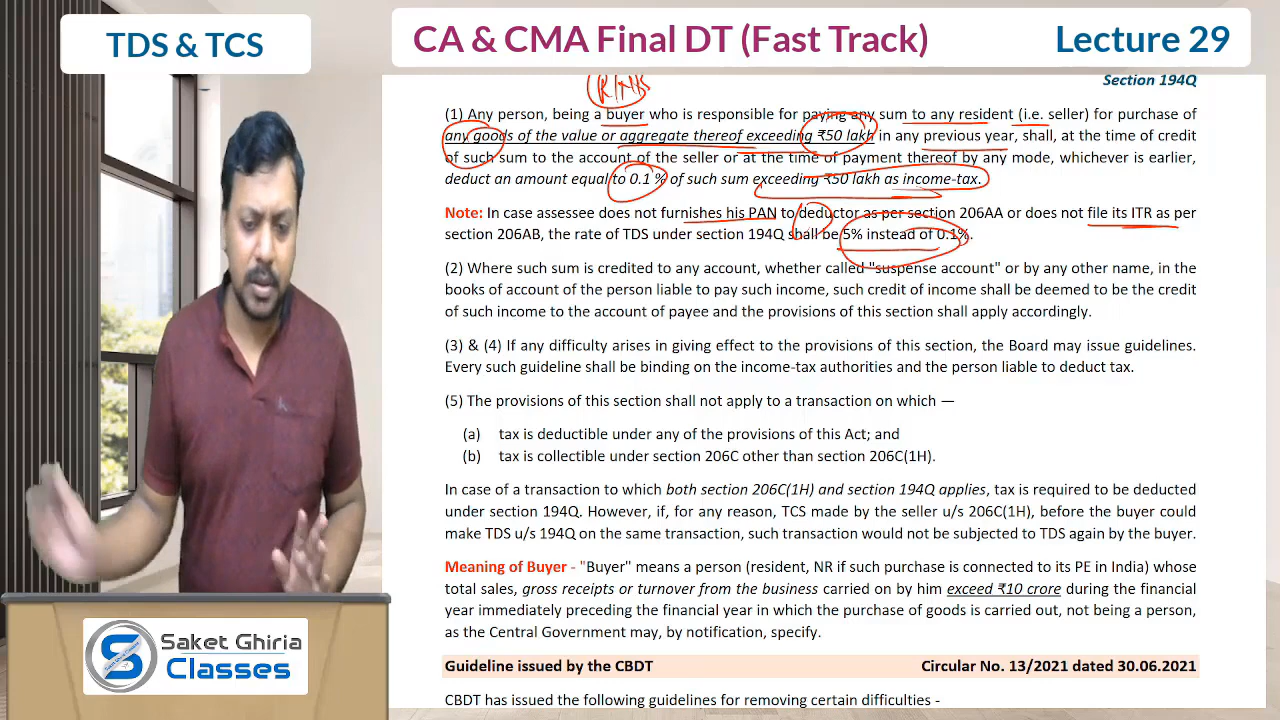 TDS & TCS
CA & CMA Final DT (Fast Track)
Lecture 29
Section 194Q
(1) Any person, being a buyer who is responsible for paying any sum to any resident (i.e. seller) for purchase of
any goods of the value or aggregate thereof exceeding ₹50 lakh in any previous year, shall, at the time of credit
of such sum to the account of the seller or at the time of payment thereof by any mode, whichever is earlier,
deduct an amount equal to 0.1 % of such sum exceeding ₹50 lakh as income-tax.
Note: In case assessee does not furnishes his PAN to deductor as per section 206AA or does not file its ITR as per
section 206AB, the rate of TDS under section 194Q shall be 5% instead of 0.1%.
(2) Where such sum is credited to any account, whether called "suspense account" or by any other name, in the
books of account of the person liable to pay such income, such credit of income shall be deemed to be the credit
of such income to the account of payee and the provisions of this section shall apply accordingly.
(3) & (4) If any difficulty arises in giving effect to the provisions of this section, the Board may issue guidelines.
Every such guideline shall be binding on the income-tax authorities and the person liable to deduct tax.
(5) The provisions of this section shall not apply to a transaction on which —
(a) tax is deductible under any of the provisions of this Act; and
(b) tax is collectible under section 206C other than section 206C(1H).
In case of a transaction to which both section 206C(1H) and section 194Q applies, tax is required to be deducted
under section 194Q. However, if, for any reason, TCS made by the seller u/s 206C(1H), before the buyer could
make TDS u/s 194Q on the same transaction, such transaction would not be subjected to TDS again by the buyer.
Meaning of Buyer - "Buyer" means a person (resident, NR if such purchase is connected to its PE in India) whose
total sales, gross receipts or turnover from the business carried on by him exceed ₹10 crore during the financial
year immediately preceding the financial year in which the purchase of goods is carried out, not being a person,
as the Central Government may, by notification, specify.
Guideline issued by the CBDT Circular No. 13/2021 dated 30.06.2021
CBDT has issued the following guidelines for removing certain difficulties -
Saket Ghiria
Classes